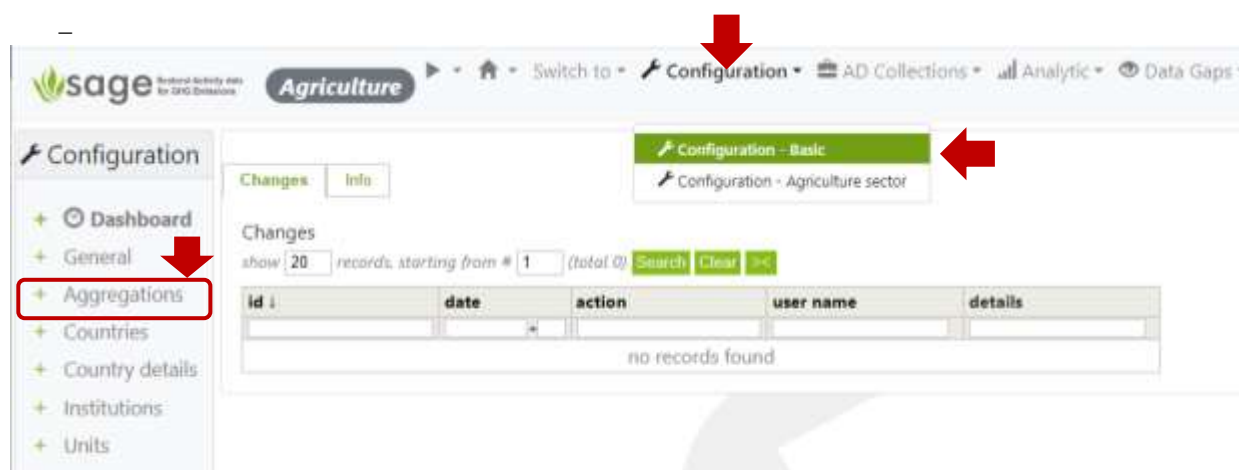 sage
Agriculture
Switch to
Configuration
AD Collections
Analytic
Data Gaps
Configuration - Basic
Configuration - Agriculture sector
Configuration
Dashboard
General
Aggregations
Countries
Country details
Institutions
Units
Changes Info
Changes
show 20 records, starting from # 1 (total 0) Search Clear ><
id ↓ date action user name details
no records found